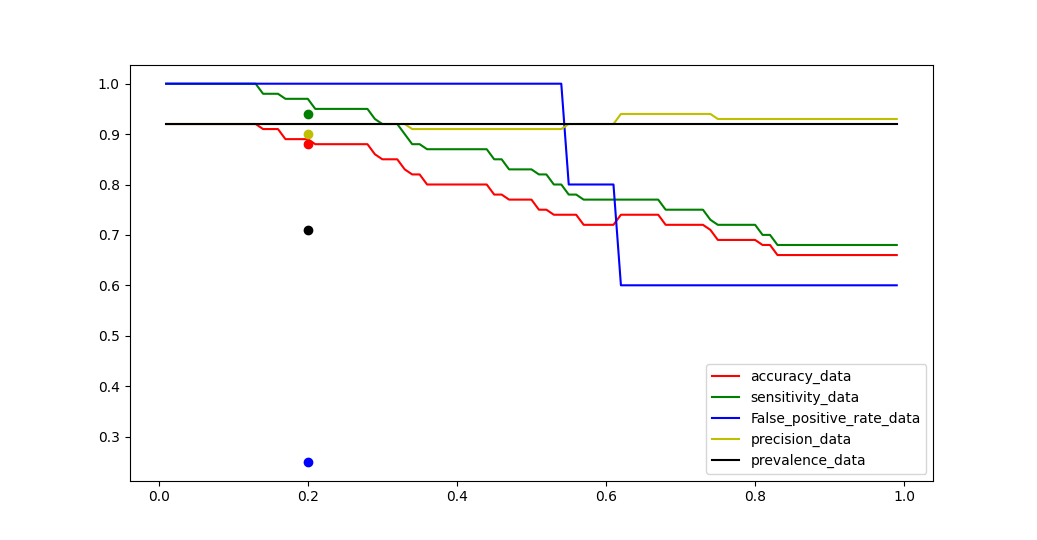 1.0
0.9
0.8
0.7
0.6
0.5
0.4
0.3
0.0 0.2 0.4 0.6 0.8 1.0
accuracy_data
sensitivity_data
False_positive_rate_data
precision_data
prevalence_data